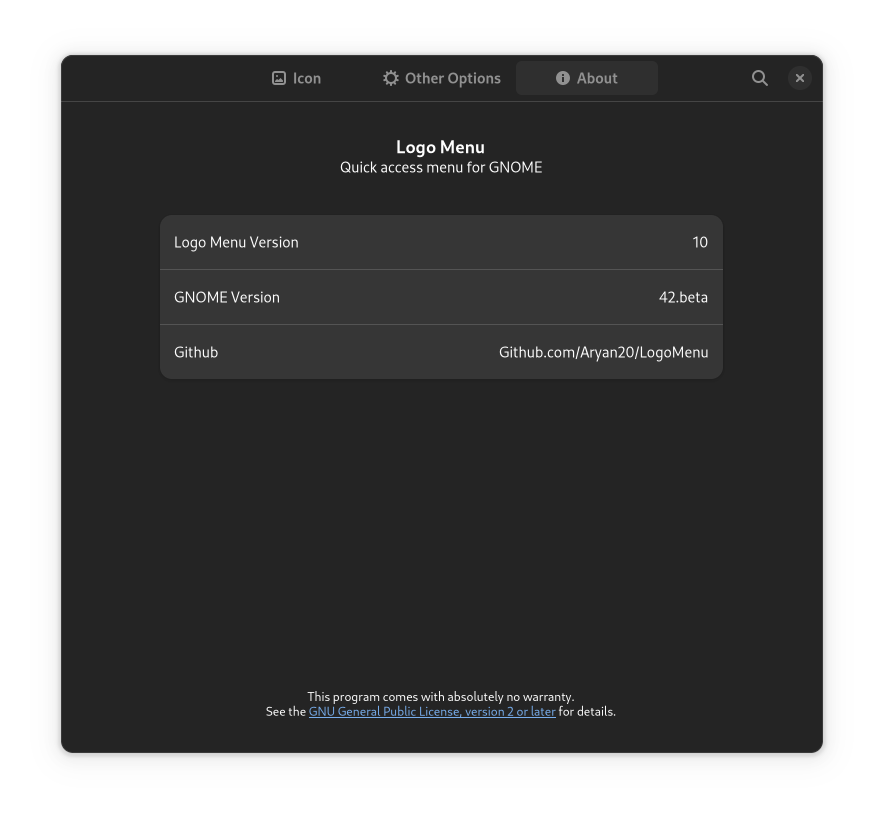 Icon
Other Options
About
Logo Menu
Quick access menu for GNOME
Logo Menu Version 10
GNOME Version 42.beta
Github Github.com/Aryan20/LogoMenu
This program comes with absolutely no warranty.
See the GNU General Public License, version 2 or later for details.